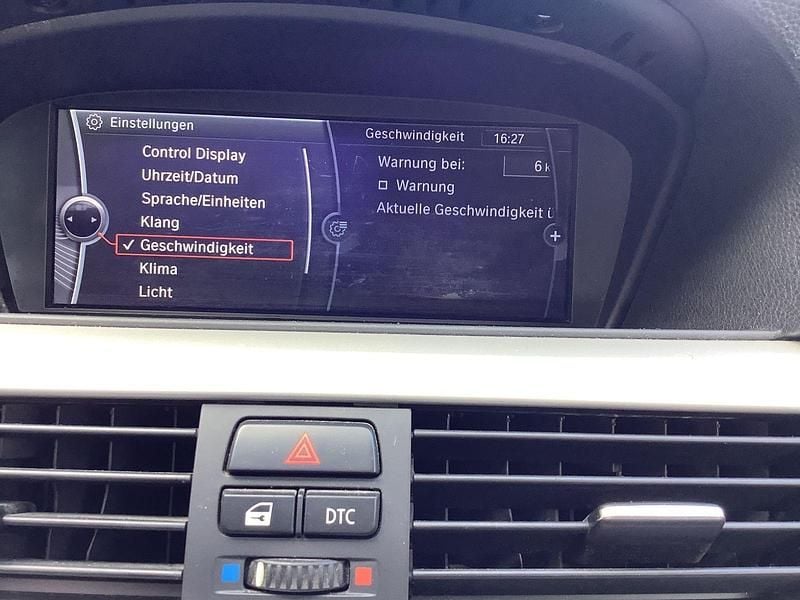 Einstellungen
Control Display
Uhrzeit/Datum
Sprache/Einheiten
Klang
Geschwindigkeit
Klima
Licht
Geschwindigkeit 16:27
Warnung bei: 6 k
Warnung
Aktuelle Geschwindigkeit ü
DTC